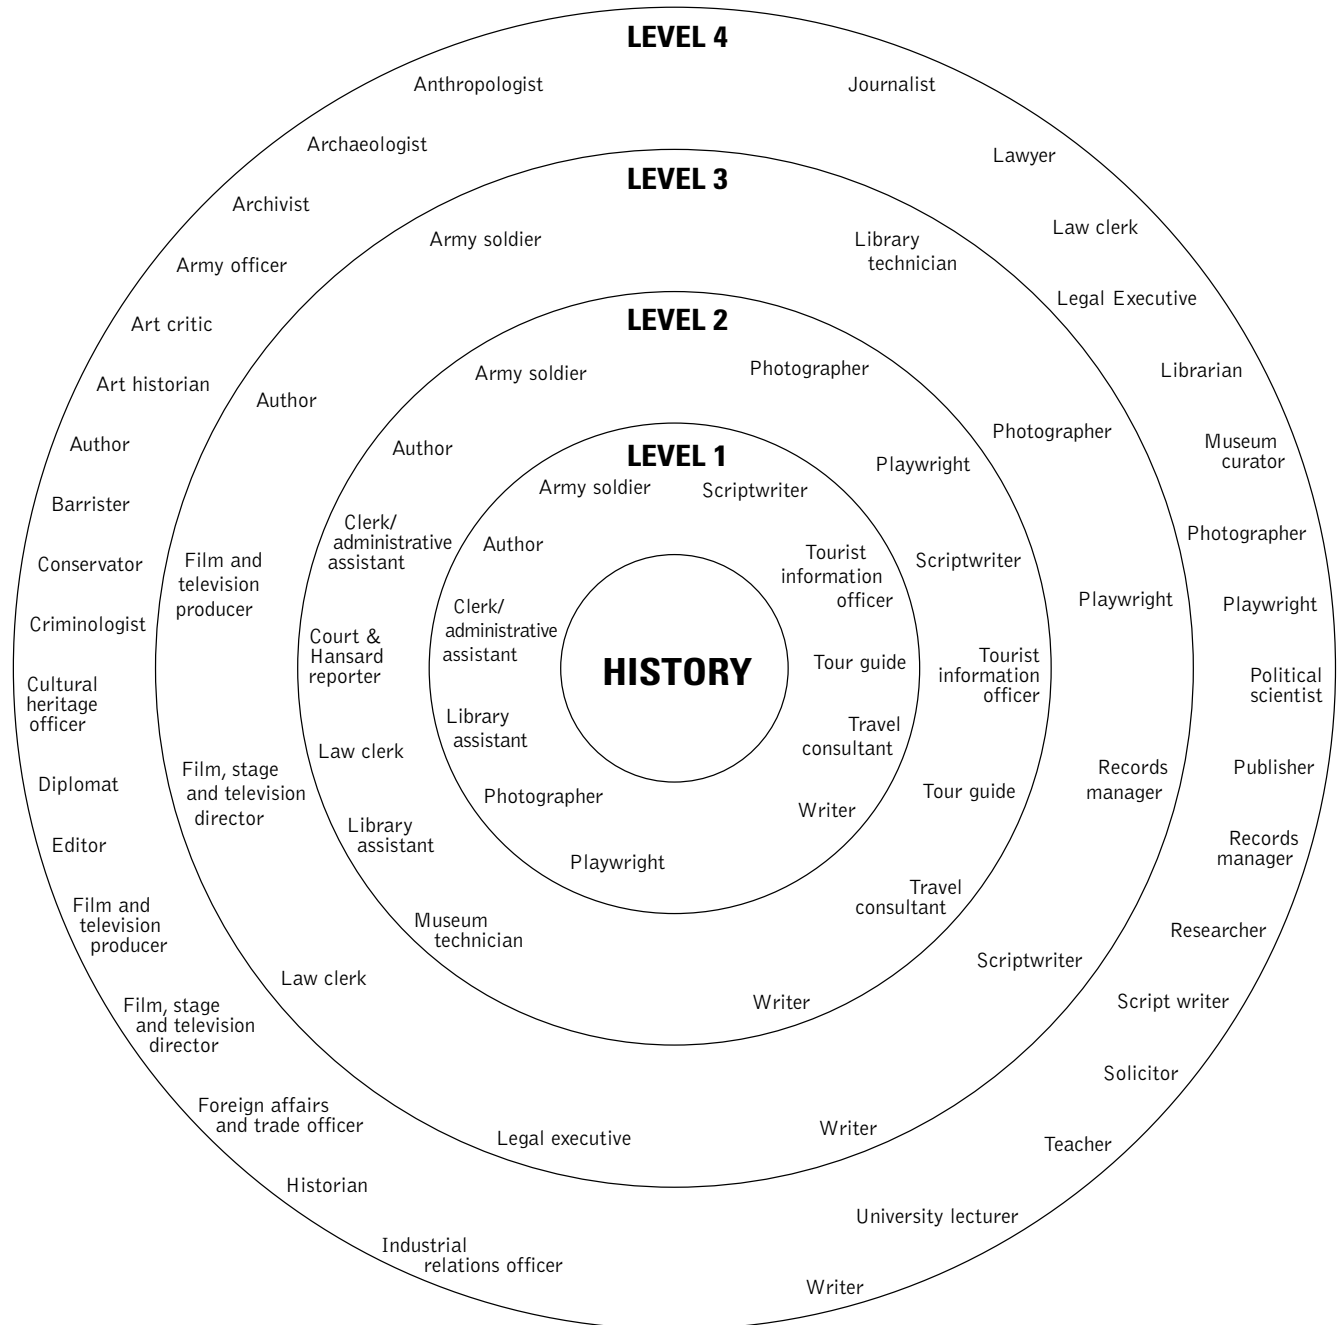 LEVEL 4
Anthropologist
Archaeologist
Archivist
Army officer
Art critic
Art historian
Author
Barrister
Conservator
Criminologist
Cultural
heritage
officer
Diplomat
Editor
Film and
television
producer
Film, stage
and television
director
Foreign affairs
and trade officer
Historian
Industrial
relations officer
Journalist
Lawyer
Law clerk
Legal Executive
Librarian
Museum
curator
Photographer
Playwright
Political
scientist
Publisher
Records
manager
Researcher
Script writer
Solicitor
Teacher
University lecturer
Writer
LEVEL 3
Army soldier
Author
Film and
television
producer
Film, stage
and television
director
Law clerk
Legal executive
Library
technician
Photographer
Playwright
Records
manager
Scriptwriter
Writer
LEVEL 2
Army soldier
Author
Clerk/
administrative
assistant
Court &
Hansard
reporter
Law clerk
Library
assistant
Museum
technician
Photographer
Playwright
Scriptwriter
Tourist
information
officer
Tour guide
Travel
consultant
Writer
LEVEL 1
Army soldier
Author
Clerk/
administrative
assistant
Library
assistant
Photographer
Playwright
Scriptwriter
Tourist
information
officer
Tour guide
Travel
consultant
Writer
HISTORY